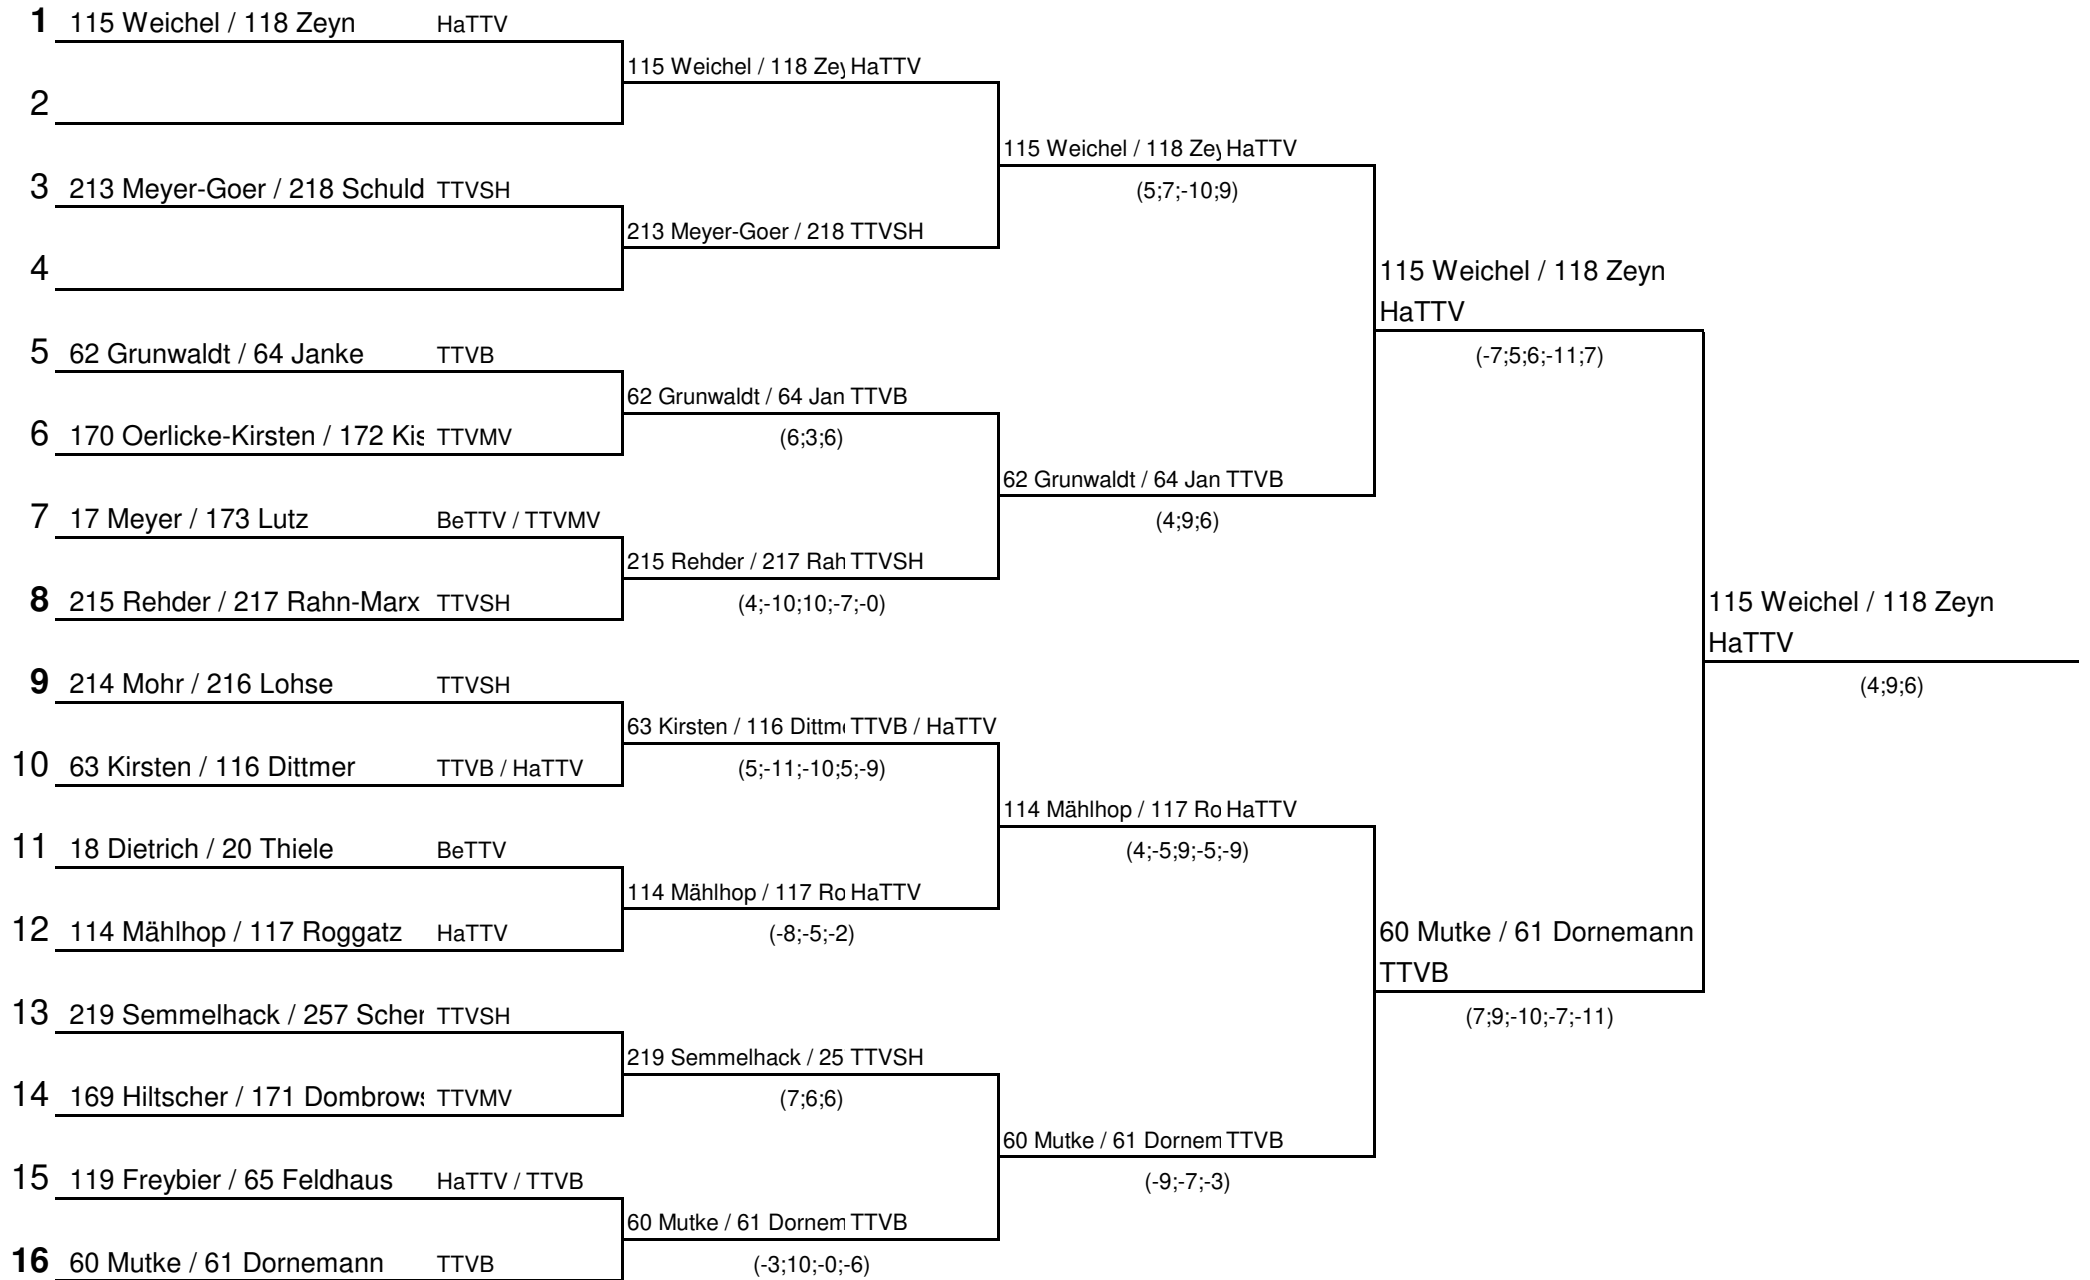 1 115 Weichel / 118 Zeyn HaTTV
115 Weichel / 118 Zey HaTTV
2
115 Weichel / 118 Zey HaTTV
3 213 Meyer-Goer / 218 Schuld TTVSH
(5;7;-10;9)
213 Meyer-Goer / 218 TTVSH
4
115 Weichel / 118 Zeyn
HaTTV
5 62 Grunwaldt / 64 Janke TTVB
(-7;5;6;-11;7)
62 Grunwaldt / 64 Jan TTVB
6 170 Oerlicke-Kirsten / 172 Kis TTVMV
(6;3;6)
62 Grunwaldt / 64 Jan TTVB
7 17 Meyer / 173 Lutz BeTTV / TTVMV
(4;9;6)
215 Rehder / 217 Rah TTVSH
8 215 Rehder / 217 Rahn-Marx TTVSH
(4;-10;10;-7;-0)
115 Weichel / 118 Zeyn
HaTTV
(4;9;6)
9 214 Mohr / 216 Lohse TTVSH
63 Kirsten / 116 Dittme TTVB / HaTTV
10 63 Kirsten / 116 Dittmer TTVB / HaTTV
(5;-11;-10;5;-9)
114 Mählhop / 117 Ro HaTTV
11 18 Dietrich / 20 Thiele BeTTV
(4;-5;9;-5;-9)
114 Mählhop / 117 Ro HaTTV
12 114 Mählhop / 117 Roggatz HaTTV
(-8;-5;-2)
60 Mutke / 61 Dornemann
TTVB
13 219 Semmelhack / 257 Scher TTVSH
(7;9;-10;-7;-11)
219 Semmelhack / 25 TTVSH
14 169 Hiltscher / 171 Dombrows TTVMV
(7;6;6)
60 Mutke / 61 Dornem TTVB
15 119 Freybier / 65 Feldhaus HaTTV / TTVB
(-9;-7;-3)
60 Mutke / 61 Dornem TTVB
16 60 Mutke / 61 Dornemann TTVB
(-3;10;-0;-6)